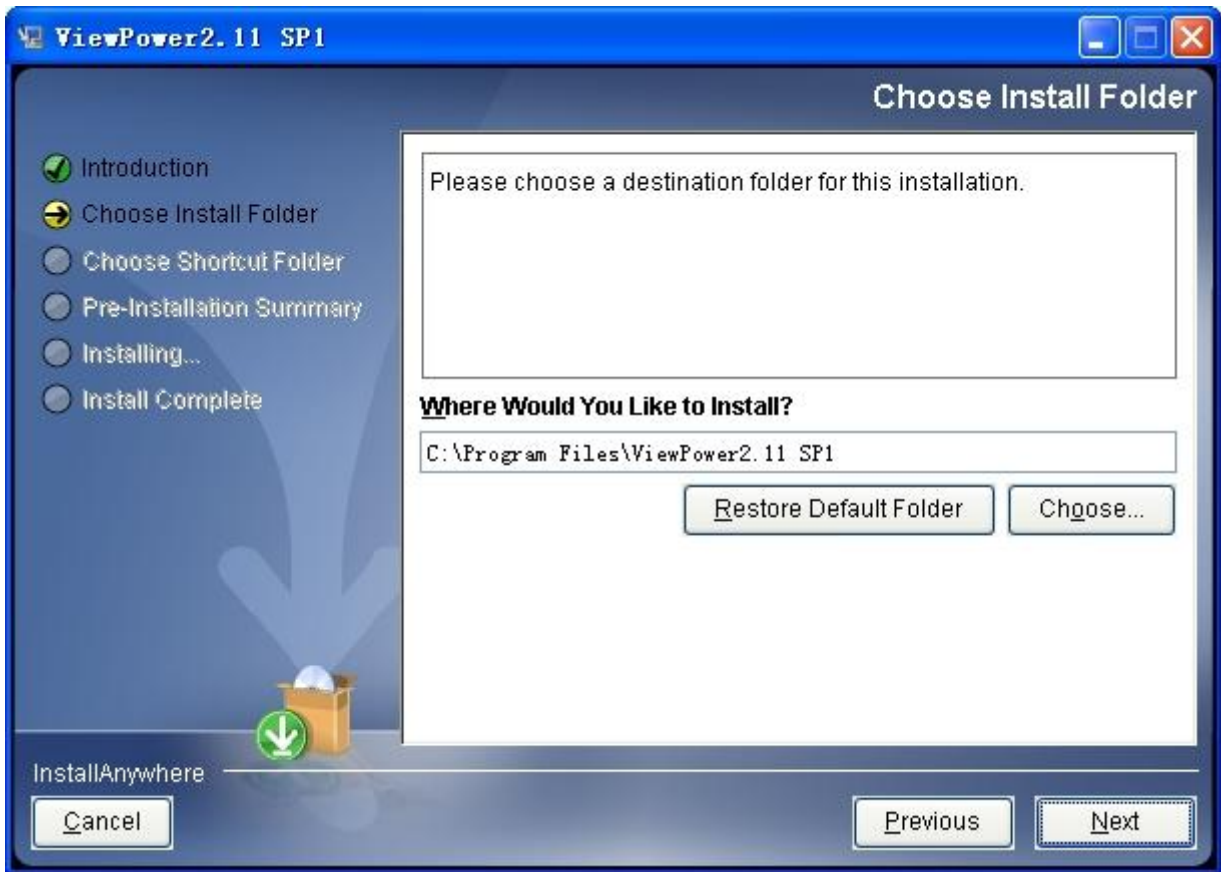 ViewPower2.11 SP1
Choose Install Folder
Introduction
Choose Install Folder
Choose Shortcut Folder
Pre-Installation Summary
Installing...
Install Complete
Please choose a destination folder for this installation.
Where Would You Like to Install?
C:\Program Files\ViewPower2.11 SP1
Restore Default Folder
Choose...
InstallAnywhere
Cancel
Previous
Next